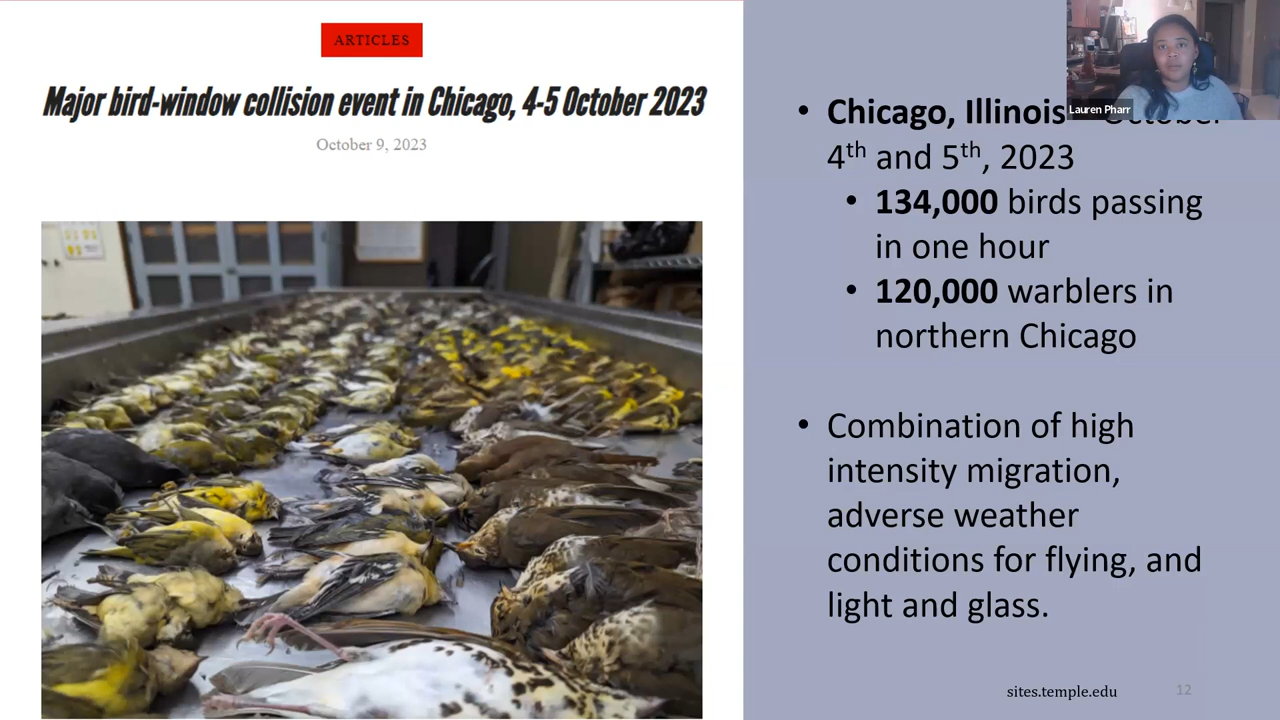 ARTICLES
Major bird-window collision event in Chicago, 4-5 October 2023
October 9, 2023
Lauren Pharr
• Chicago, Illinois - October
4th and 5th, 2023
• 134,000 birds passing
in one hour
• 120,000 warblers in
northern Chicago
• Combination of high
intensity migration,
adverse weather
conditions for flying, and
light and glass.
sites.temple.edu
12